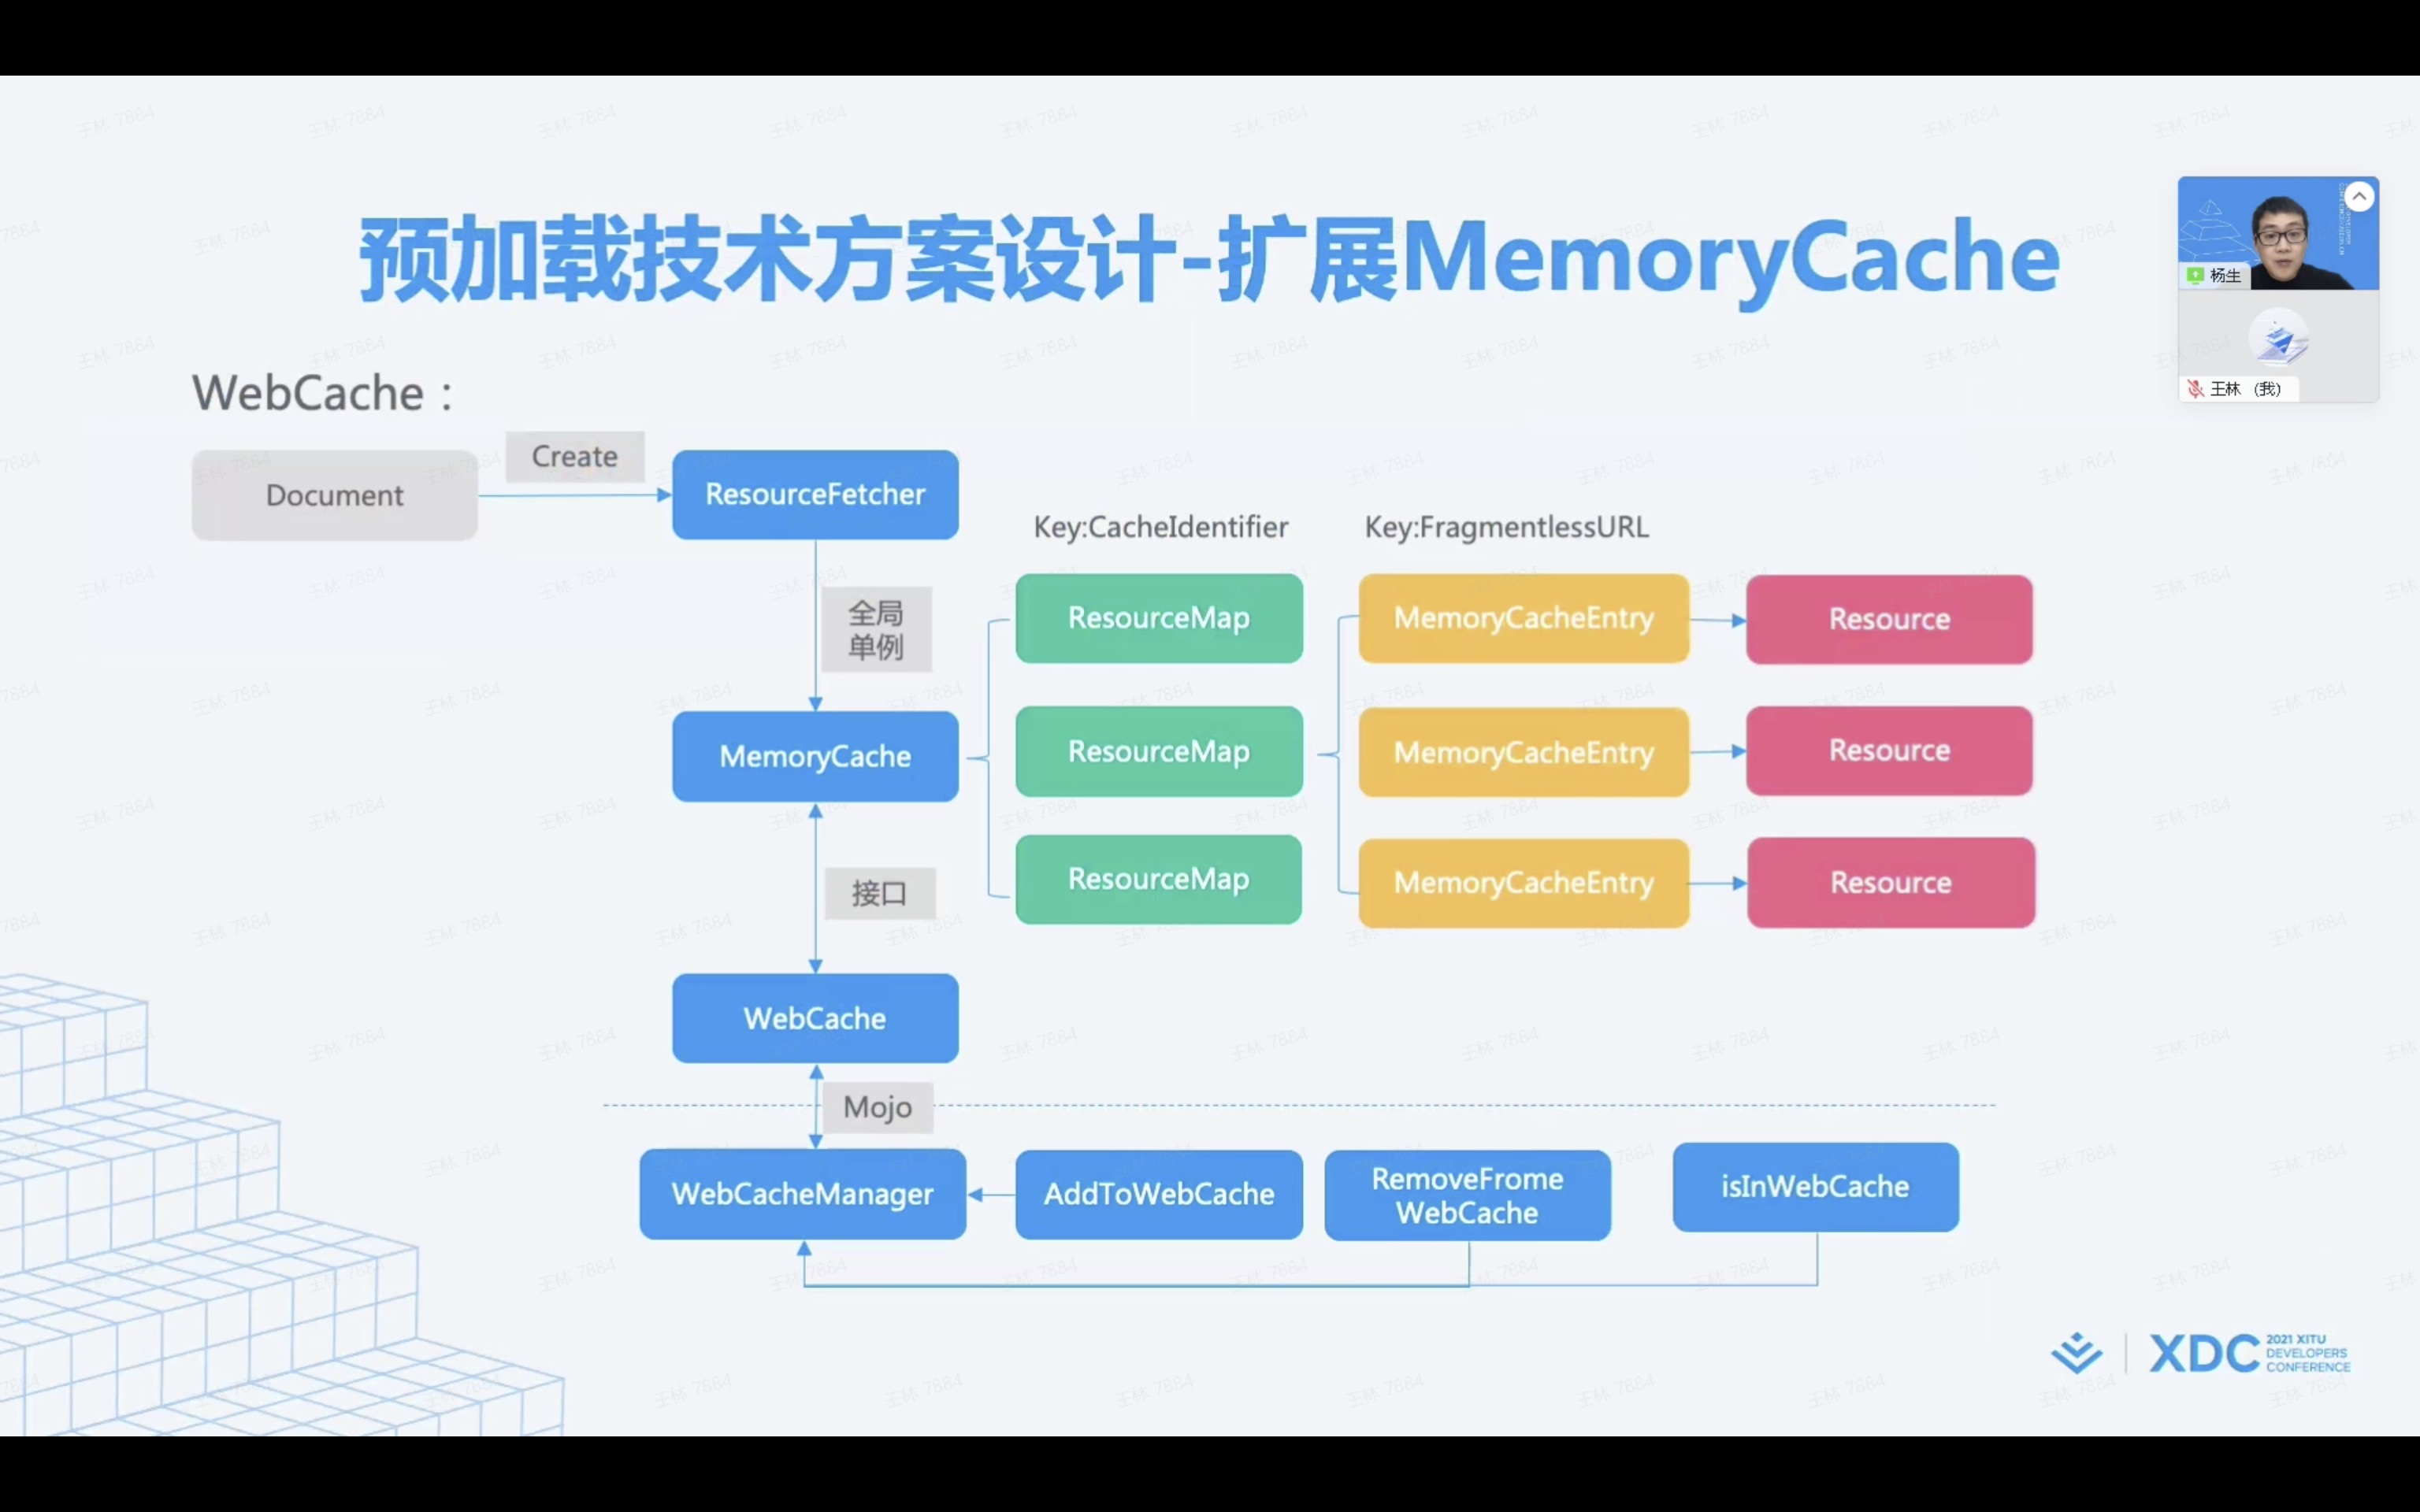 预加载技术方案设计-扩展MemoryCache
杨生
王林 (我)
WebCache：
Document
Create
ResourceFetcher
Key:CacheIdentifier
Key:FragmentlessURL
全局
单例
ResourceMap
MemoryCacheEntry
Resource
MemoryCache
ResourceMap
MemoryCacheEntry
Resource
接口
ResourceMap
MemoryCacheEntry
Resource
WebCache
Mojo
WebCacheManager
AddToWebCache
RemoveFrome
WebCache
isInWebCache
XDC
2021 XITU
DEVELOPERS
CONFERENCE
王林 7884